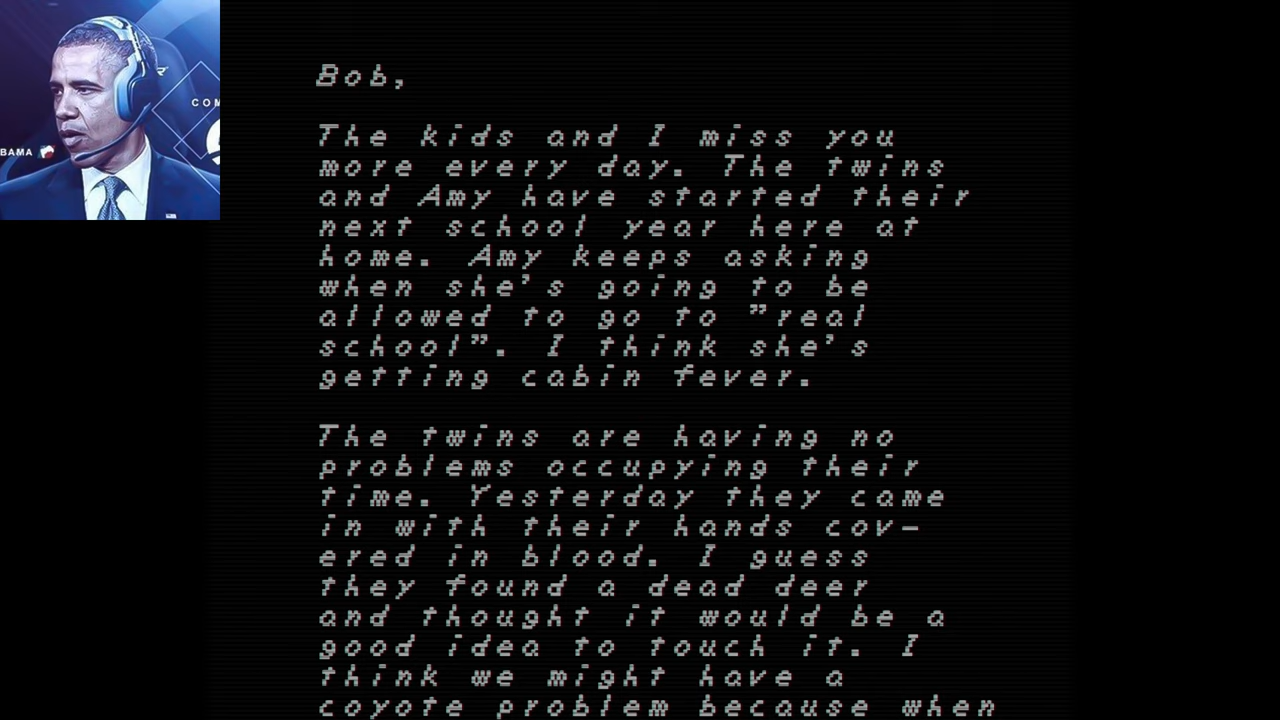 COM
BAMA
Bob,
The kids and I miss you
more every day. The twins
and Amy have started their
next school year here at
home. Amy keeps asking
when she's going to be
allowed to go to "real
school". I think she's
getting cabin fever.
The twins are having no
problems occupying their
time. Yesterday they came
in with their hands cov-
ered in blood. I guess
they found a dead deer
and thought it would be a
good idea to touch it. I
think we might have a
coyote problem because when